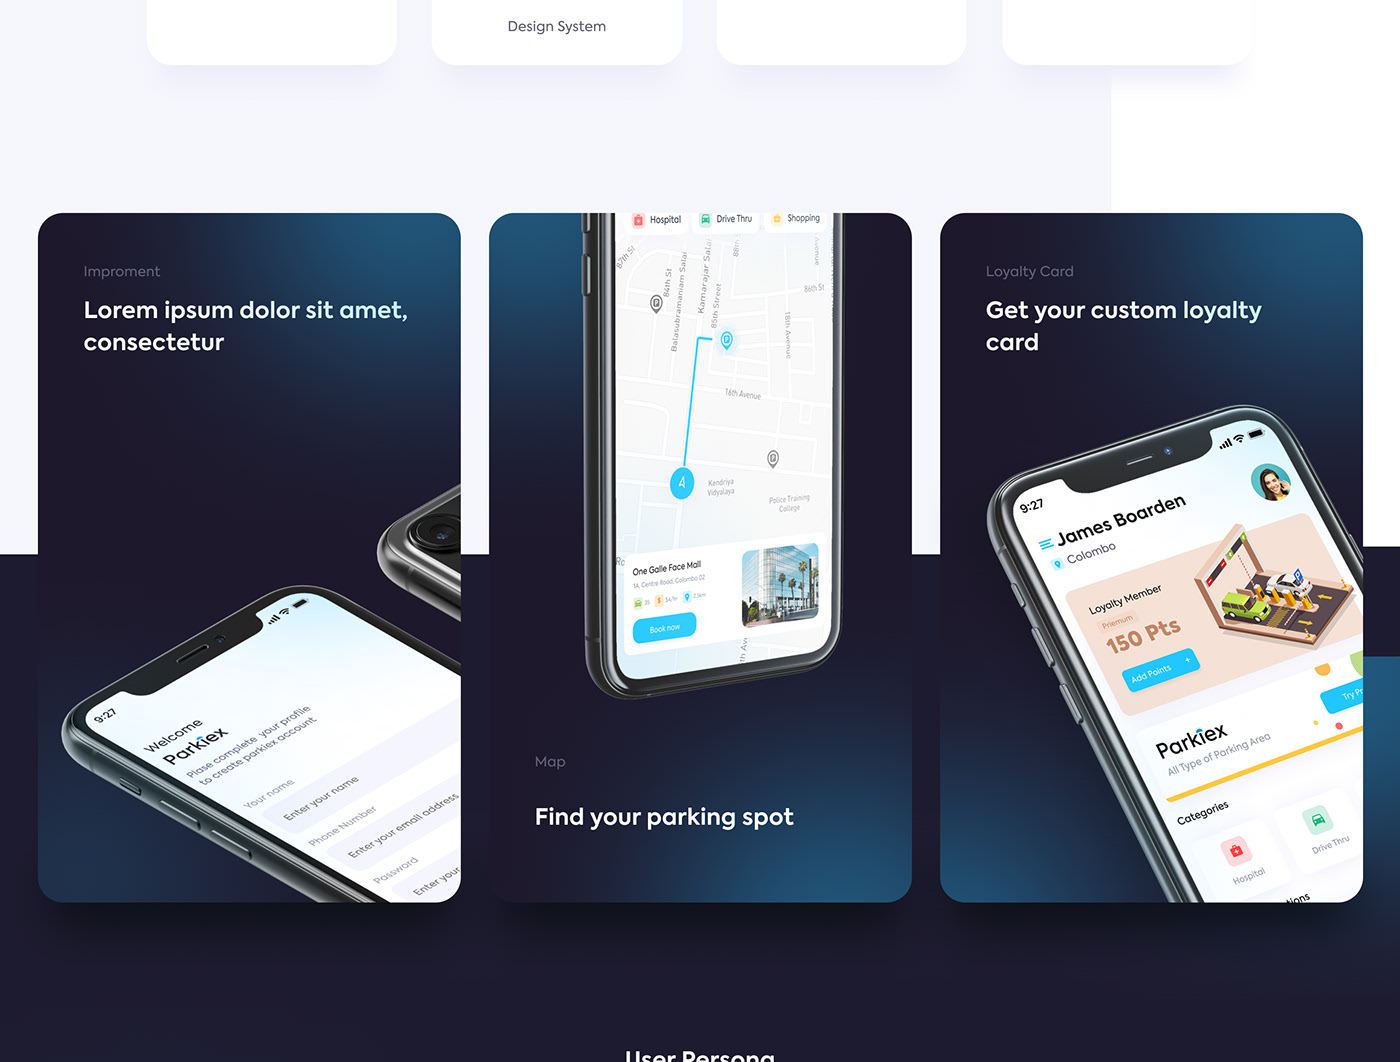 Design System
Improment
Lorem ipsum dolor sit amet,
consectetur
9:27
Welcome
Parkiex
Plase complete your profile
to create parkiex account
Your name
Enter your name
Phone Number
Enter your email address
Password
Enter your
Hospital
Drive Thru
Shopping
87th St
84th St
Balasubramaniam Salai
Kamarajar Salai
85th Street
88th
86th St
18th Avenue
16th Avenue
Kendriya
Vidyalaya
Police Training
College
A
One Galle Face Mall
1A, Centre Road, Colombo 02
Book now
Map
Find your parking spot
Loyalty Card
Get your custom loyalty
card
9:27
James Boarden
Colombo
Loyalty Member
Priemum
150 Pts
Add Points +
Parkiex
All Type of Parking Area
Categories
Hospital
Drive Thru
User Persona